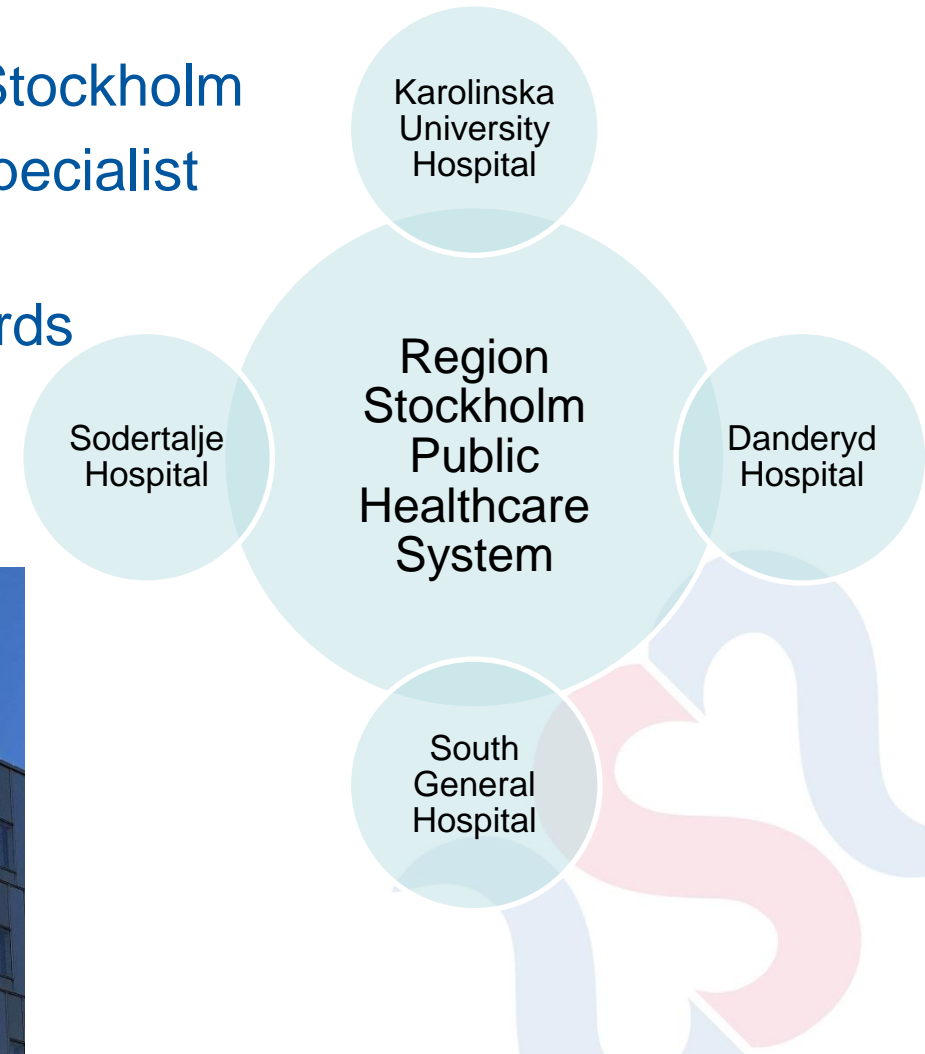 Stockholm
pecialist
rds
Karolinska
University
Hospital
Region
Stockholm
Public
Healthcare
System
Sodertalje
Hospital
Danderyd
Hospital
South
General
Hospital